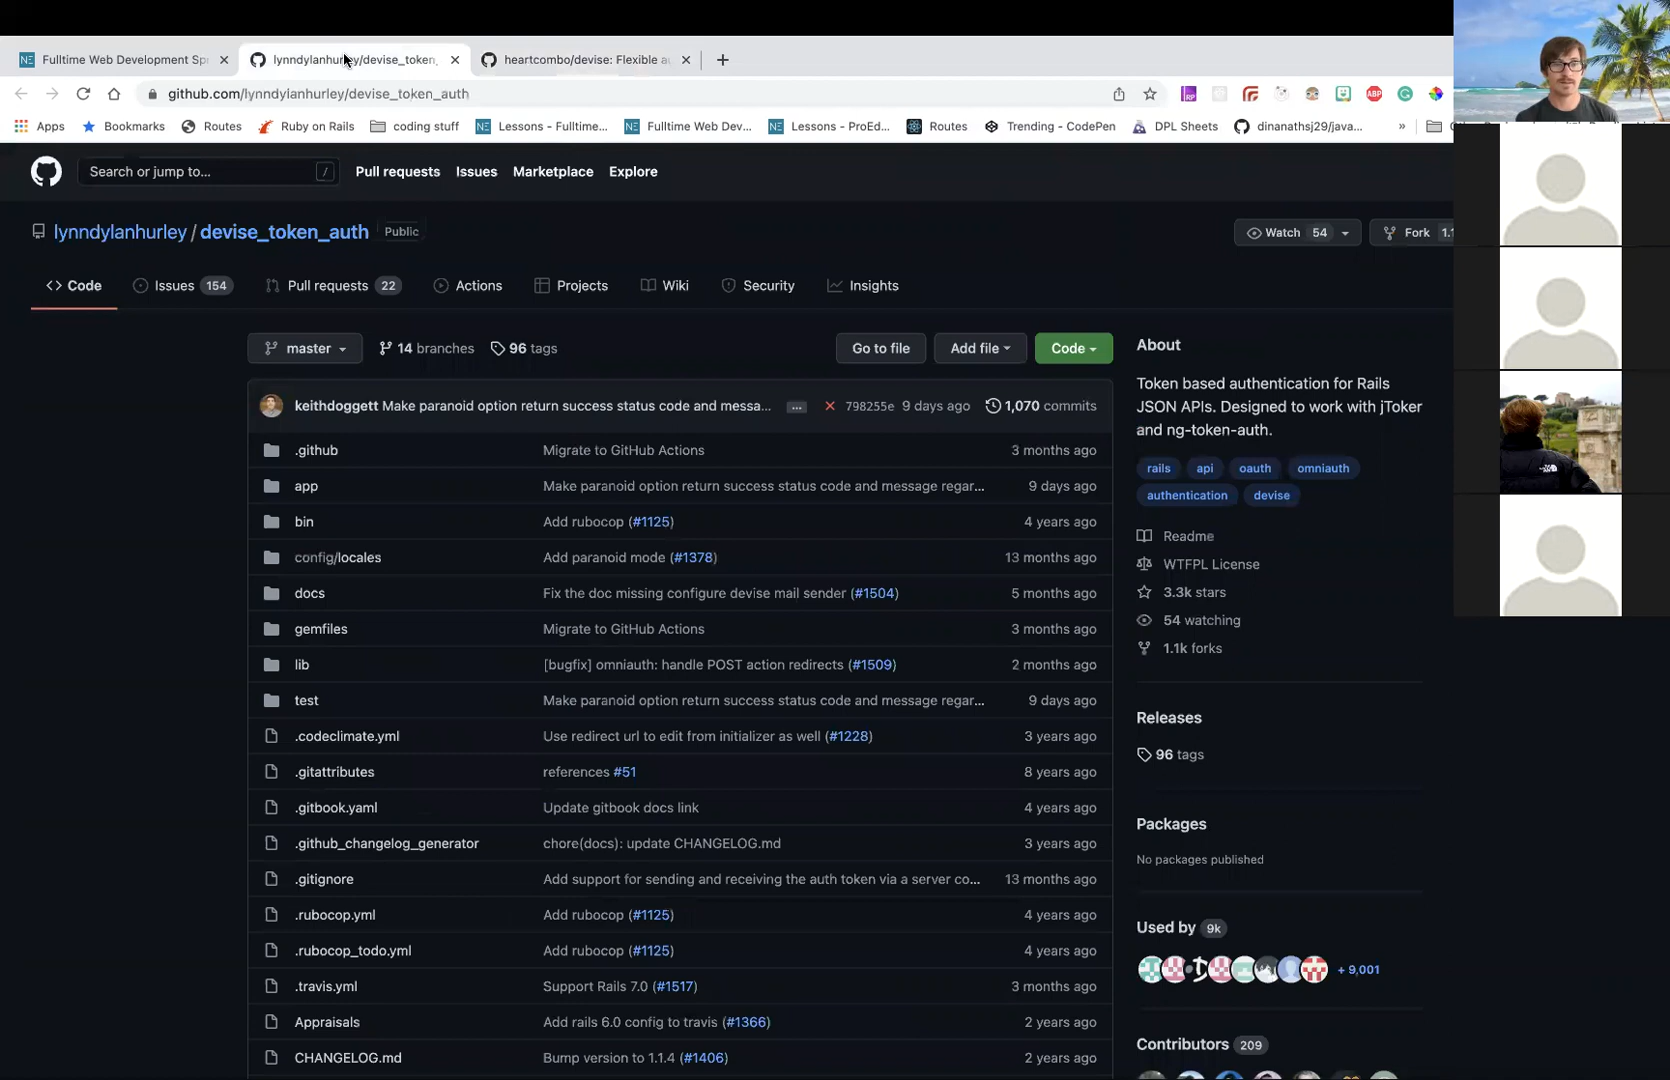 Fulltime Web Development Sp
lynndylanhurley/devise_token_
heartcombo/devise: Flexible a
github.com/lynndylanhurley/devise_token_auth
Apps Bookmarks Routes Ruby on Rails coding stuff Lessons - Fulltime... Fulltime Web Dev... Lessons - ProEd... Routes Trending - CodePen DPL Sheets dinanathsj29/java... »
Search or jump to... /
Pull requests Issues Marketplace Explore
lynndylanhurley / devise_token_auth Public
Watch 54 Fork 1.1
Code Issues 154 Pull requests 22 Actions Projects Wiki Security Insights
master 14 branches 96 tags Go to file Add file Code
keithdoggett Make paranoid option return success status code and messa... ... 798255e 9 days ago 1,070 commits
.github Migrate to GitHub Actions 3 months ago
app Make paranoid option return success status code and message regar... 9 days ago
bin Add rubocop (#1125) 4 years ago
config/locales Add paranoid mode (#1378) 13 months ago
docs Fix the doc missing configure devise mail sender (#1504) 5 months ago
gemfiles Migrate to GitHub Actions 3 months ago
lib [bugfix] omniauth: handle POST action redirects (#1509) 2 months ago
test Make paranoid option return success status code and message regar... 9 days ago
.codeclimate.yml Use redirect url to edit from initializer as well (#1228) 3 years ago
.gitattributes references #51 8 years ago
.gitbook.yaml Update gitbook docs link 4 years ago
.github_changelog_generator chore(docs): update CHANGELOG.md 3 years ago
.gitignore Add support for sending and receiving the auth token via a server co... 13 months ago
.rubocop.yml Add rubocop (#1125) 4 years ago
.rubocop_todo.yml Add rubocop (#1125) 4 years ago
.travis.yml Support Rails 7.0 (#1517) 3 months ago
Appraisals Add rails 6.0 config to travis (#1366) 2 years ago
CHANGELOG.md Bump version to 1.1.4 (#1406) 2 years ago
About
Token based authentication for Rails
JSON APIs. Designed to work with jToker
and ng-token-auth.
rails api oauth omniauth
authentication devise
Readme
WTFPL License
3.3k stars
54 watching
1.1k forks
Releases
96 tags
Packages
No packages published
Used by 9k
+ 9,001
Contributors 209